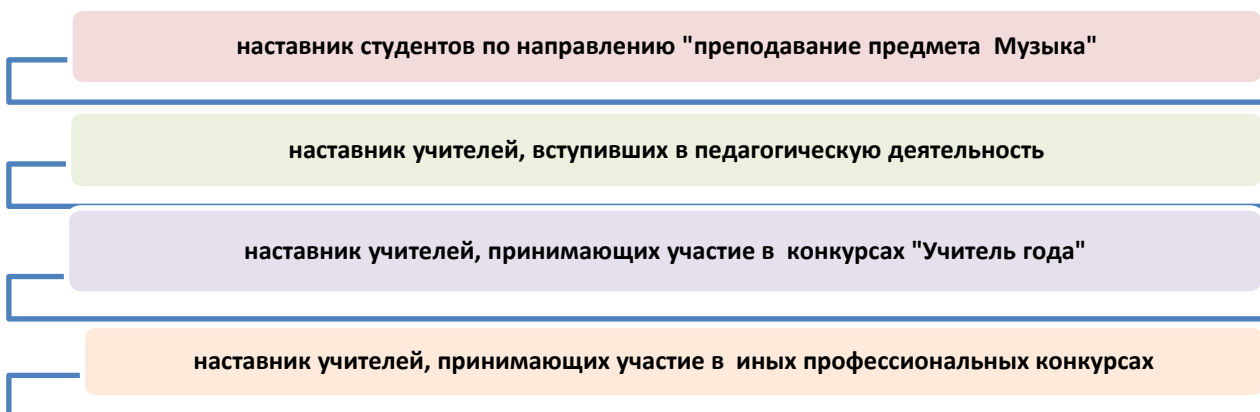 наставник студентов по направлению "преподавание предмета  Музыка"
наставник учителей, вступивших в педагогическую деятельность
наставник учителей, принимающих участие в  конкурсах "Учитель года"
наставник учителей, принимающих участие в  иных профессиональных конкурсах